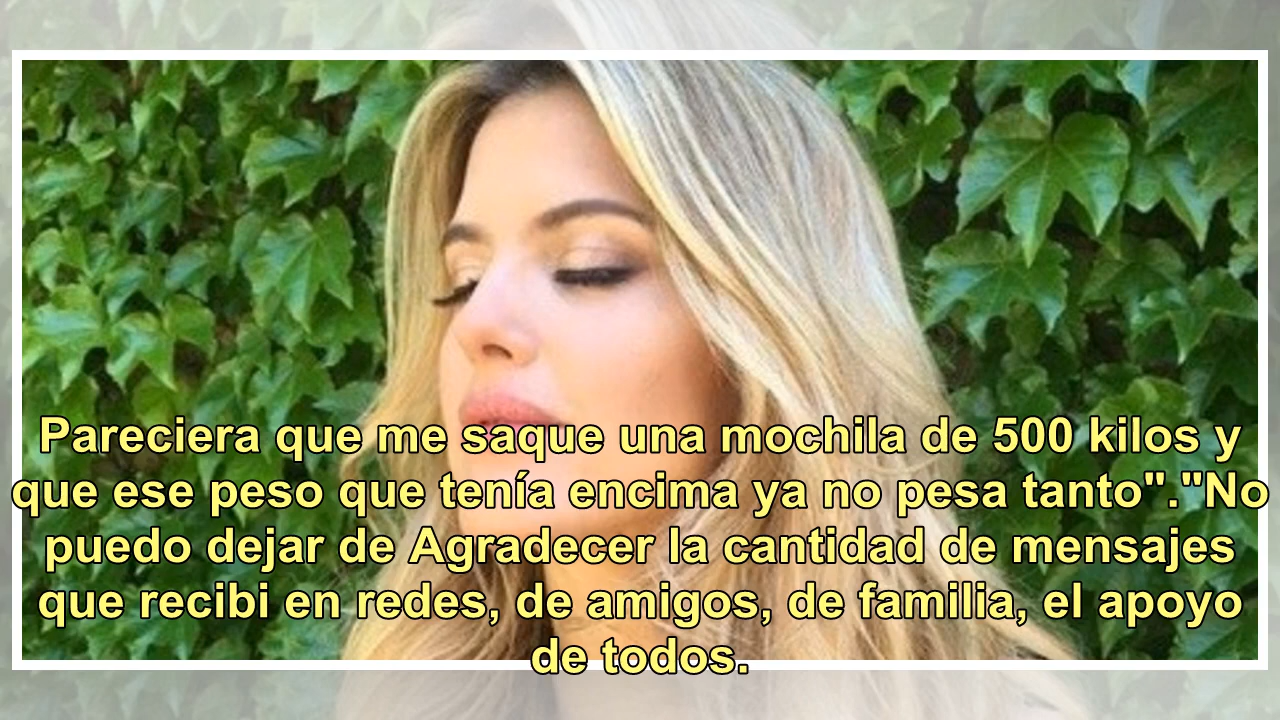 Pareciera que me saque una mochila de 500 kilos y
que ese peso que tenía encima ya no pesa tanto"."No
puedo dejar de Agradecer la cantidad de mensajes
que recibi en redes, de amigos, de familia, el apoyo
de todos.